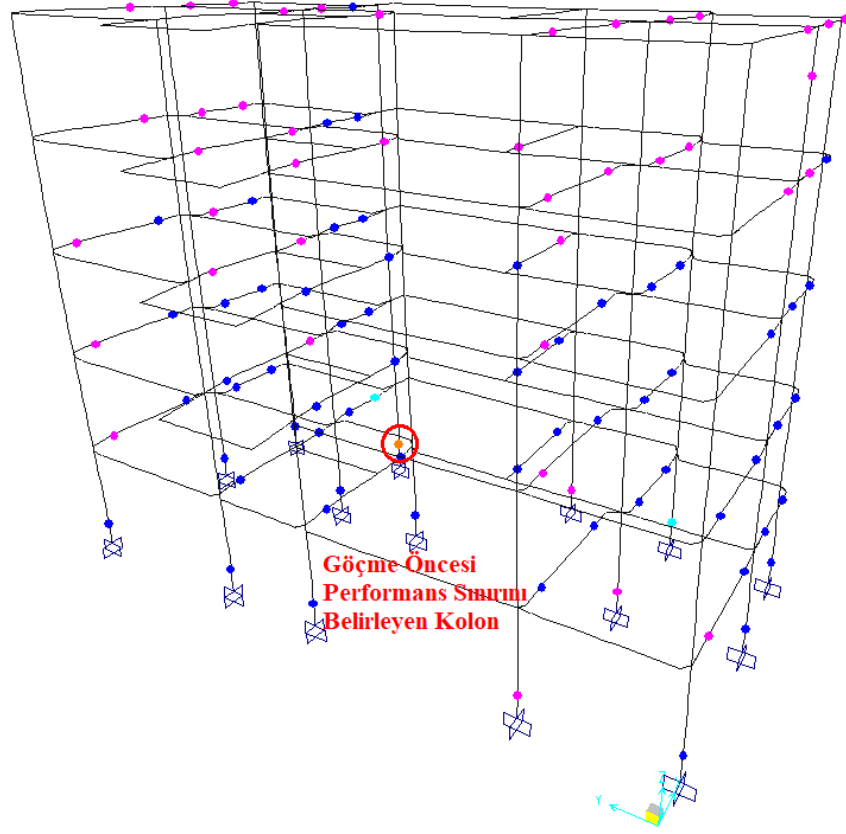 Göçme Öncesi
Performans Sınırını
Belirleyen Kolon
Z
Y